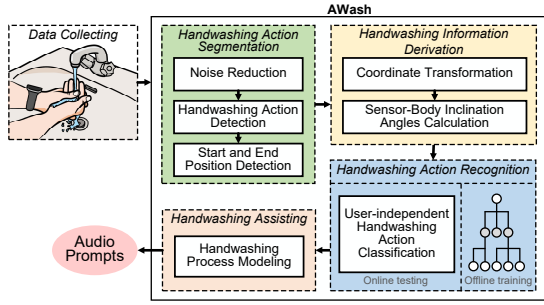 AWash
Data Collecting
Handwashing Action
Segmentation
Noise Reduction
Handwashing Action
Detection
Start and End
Position Detection
Handwashing Information
Derivation
Coordinate Transformation
Sensor-Body Inclination
Angles Calculation
Handwashing Action Recognition
User-independent
Handwashing
Action
Classification
Online testing
Offline training
Handwashing Assisting
Handwashing
Process Modeling
Audio
Prompts